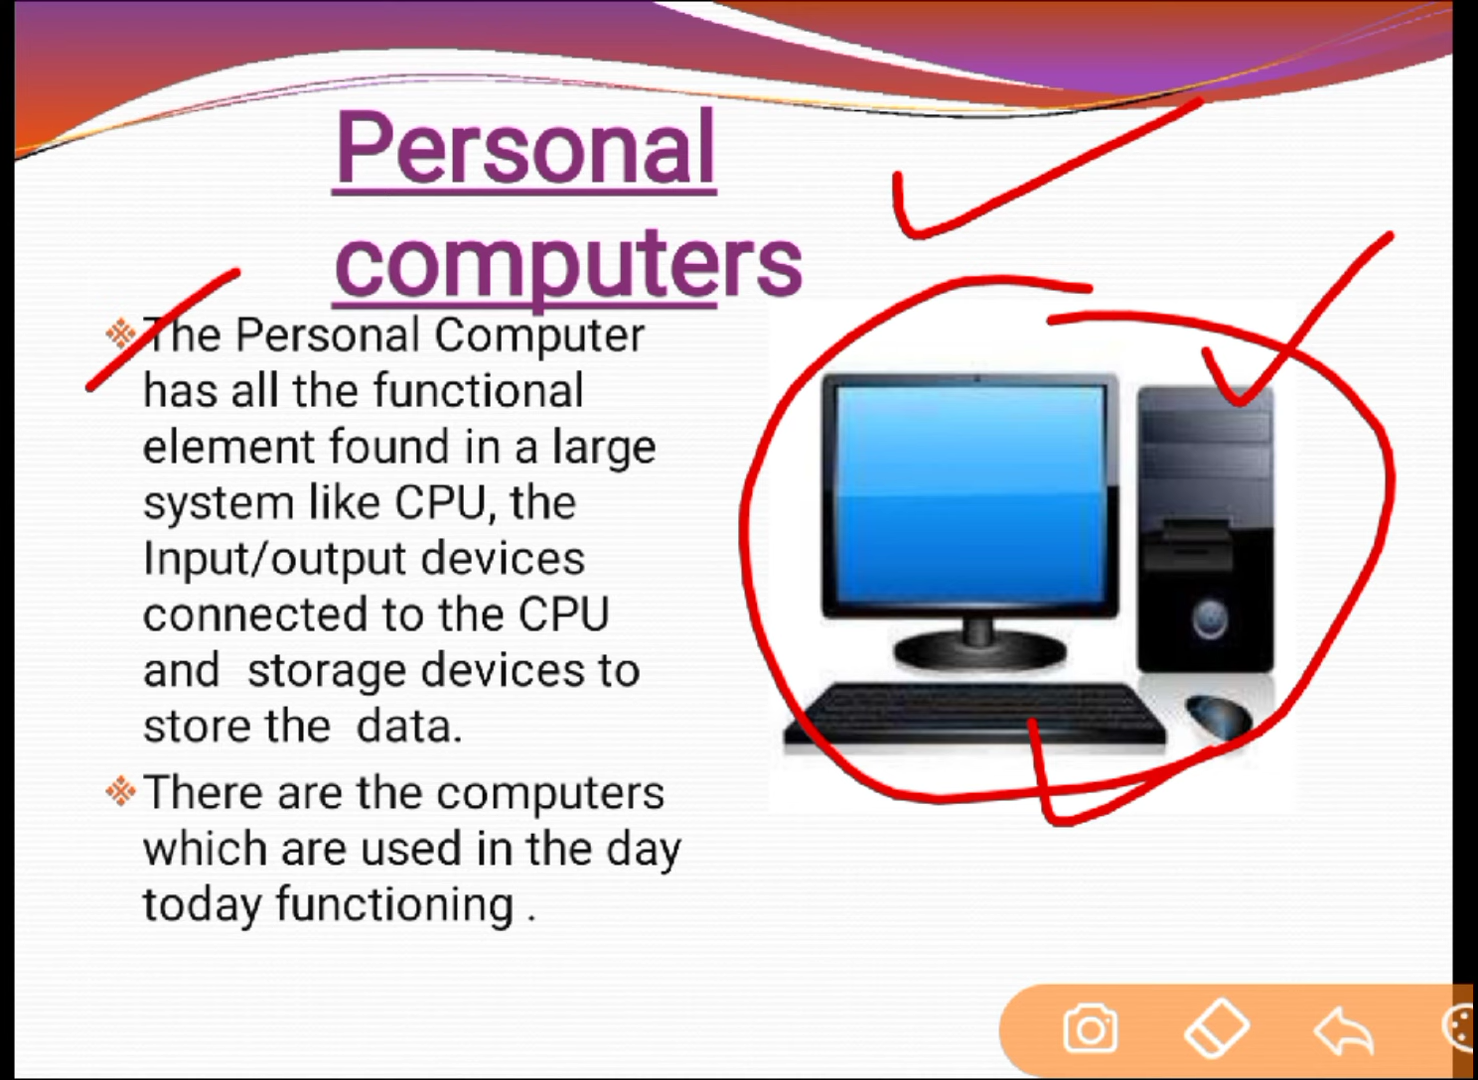 Personal
computers
The Personal Computer
has all the functional
element found in a large
system like CPU, the
Input/output devices
connected to the CPU
and  storage devices to
store the  data.
There are the computers
which are used in the day
today functioning .